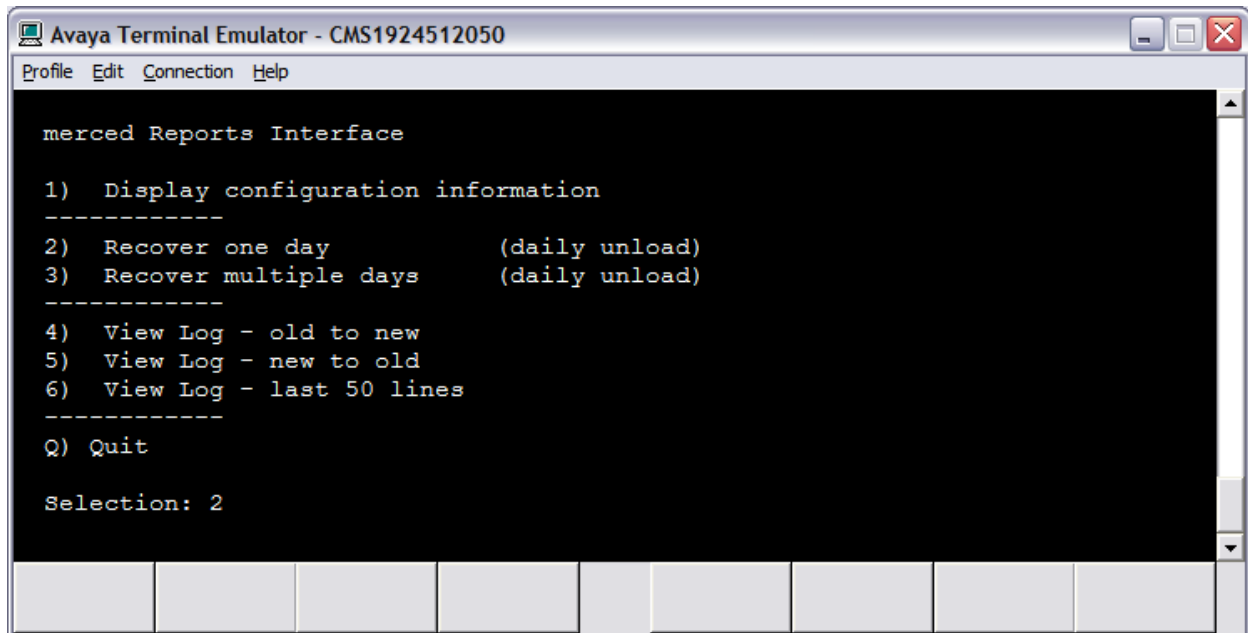 Avaya Terminal Emulator - CMS1924512050
Profile Edit Connection Help
merced Reports Interface
1) Display configuration information
------------
2) Recover one day (daily unload)
3) Recover multiple days (daily unload)
------------
4) View Log - old to new
5) View Log - new to old
6) View Log - last 50 lines
------------
Q) Quit
Selection: 2